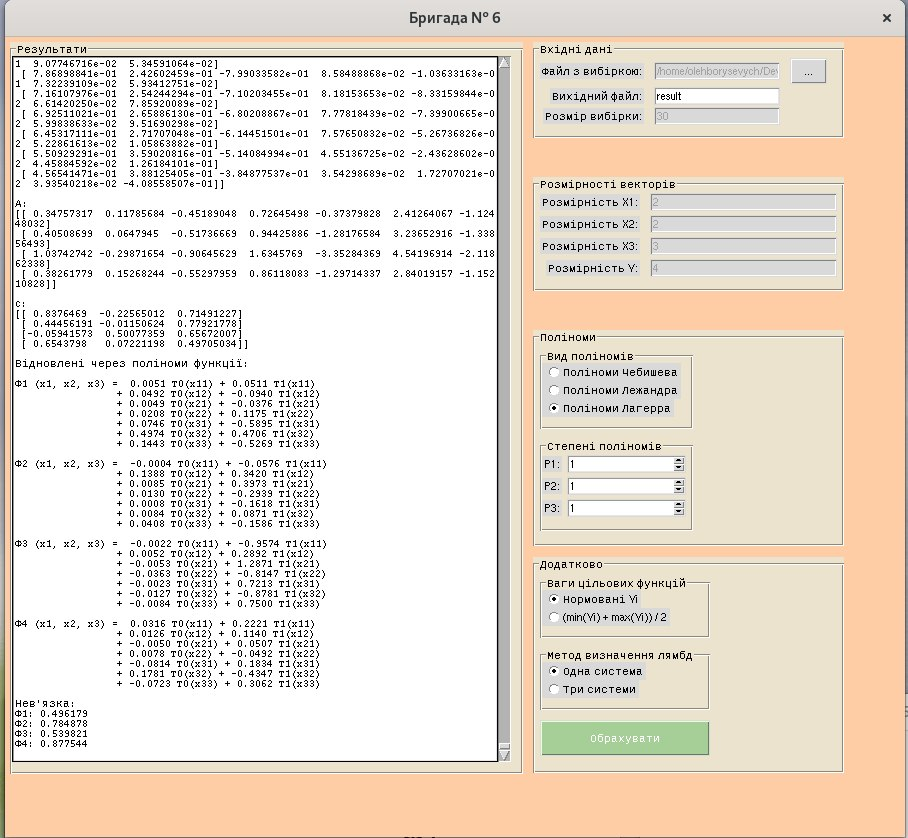 Бригада № 6
Результати
1  9.07746716e-02  5.34591064e-02]
[ 7.86898841e-01  2.42602459e-01 -7.99033582e-01  8.58488868e-02 -1.03633163e-0
1  7.32239109e-02  5.93412751e-02]
[ 7.16107976e-01  2.54244294e-01 -7.10203455e-01  8.18153653e-02 -8.33159844e-0
2  6.61420250e-02  7.85920089e-02]
[ 6.92511021e-01  2.65886130e-01 -6.80208867e-01  7.77818439e-02 -7.39900665e-0
2  5.99838633e-02  9.51690298e-02]
[ 6.45317111e-01  2.71707048e-01 -6.14451501e-01  7.57650832e-02 -5.26736826e-0
2  5.22861613e-02  1.05863882e-01]
[ 5.50929291e-01  3.59020816e-01 -5.14084994e-01  4.55136725e-02 -2.43628602e-0
2  4.45884592e-02  1.26184101e-01]
[ 4.56541471e-01  3.88125405e-01 -3.84877537e-01  3.54298689e-02  1.72707021e-0
2  3.93540218e-02 -4.08558507e-01]]
A:
[[ 0.34757317  0.11785684 -0.45189048  0.72645498 -0.37379828  2.41264067 -1.124
48032]
[ 0.40508699  0.0647945  -0.51736669  0.94425886 -1.28176584  3.23652916 -1.338
56493]
[ 1.03742742 -0.29871654 -0.90645629  1.6345769  -3.35284369  4.54196914 -2.118
62338]
[ 0.38261779  0.15268244 -0.55297959  0.86118083 -1.29714337  2.84019157 -1.152
10828]]
C:
[[ 0.8376469  -0.22565012  0.71491227]
[ 0.44456191 -0.01150624  0.77921778]
[-0.05941573  0.50077359  0.65672007]
[ 0.6543798  0.07221198  0.49705034]]
Відновлені через поліноми функції:
Ф1 (x1, x2, x3) =  0.0051 T0(x11) + 0.0511 T1(x11)
+ 0.0492 T0(x12) + -0.0940 T1(x12)
+ 0.0049 T0(x21) + -0.0376 T1(x21)
+ 0.0208 T0(x22) + 0.1175 T1(x22)
+ 0.0746 T0(x31) + -0.5895 T1(x31)
+ 0.4974 T0(x32) + 0.4706 T1(x32)
+ 0.1443 T0(x33) + -0.5269 T1(x33)
Ф2 (x1, x2, x3) =  -0.0004 T0(x11) + -0.0576 T1(x11)
+ 0.1388 T0(x12) + 0.3420 T1(x12)
+ 0.0085 T0(x21) + 0.3973 T1(x21)
+ 0.0130 T0(x22) + -0.2939 T1(x22)
+ 0.0008 T0(x31) + -0.1618 T1(x31)
+ 0.0084 T0(x32) + 0.0871 T1(x32)
+ 0.0408 T0(x33) + -0.1586 T1(x33)
Ф3 (x1, x2, x3) =  -0.0022 T0(x11) + -0.9574 T1(x11)
+ 0.0052 T0(x12) + 0.2892 T1(x12)
+ -0.0053 T0(x21) + 1.2871 T1(x21)
+ -0.0363 T0(x22) + -0.8147 T1(x22)
+ -0.0023 T0(x31) + 0.7213 T1(x31)
+ -0.0127 T0(x32) + -0.8781 T1(x32)
+ -0.0084 T0(x33) + 0.7500 T1(x33)
Ф4 (x1, x2, x3) =  0.0316 T0(x11) + 0.2221 T1(x11)
+ 0.0126 T0(x12) + 0.1140 T1(x12)
+ -0.0050 T0(x21) + 0.0507 T1(x21)
+ 0.0078 T0(x22) + -0.0492 T1(x22)
+ -0.0814 T0(x31) + 0.1834 T1(x31)
+ 0.1781 T0(x32) + -0.4347 T1(x32)
+ -0.0723 T0(x33) + 0.3062 T1(x33)
Нев'язка:
Ф1: 0.496179
Ф2: 0.784878
Ф3: 0.539821
Ф4: 0.877544
Вхідні дані
Файл з вибіркою: /home/olehborysevych/Dev ...
Вихідний файл: result
Розмір вибірки: 30
Розмірності векторів
Розмірність X1: 2
Розмірність X2: 2
Розмірність X3: 3
Розмірність Y: 4
Поліноми
Вид поліномів
Поліноми Чебишева
Поліноми Лежандра
Поліноми Лагерра
Степені поліномів
P1: 1
P2: 1
P3: 1
Додатково
Ваги цільових функцій
Нормовані Yi
(min(Yi) + max(Yi)) / 2
Метод визначення лямбд
Одна система
Три системи
Обрахувати